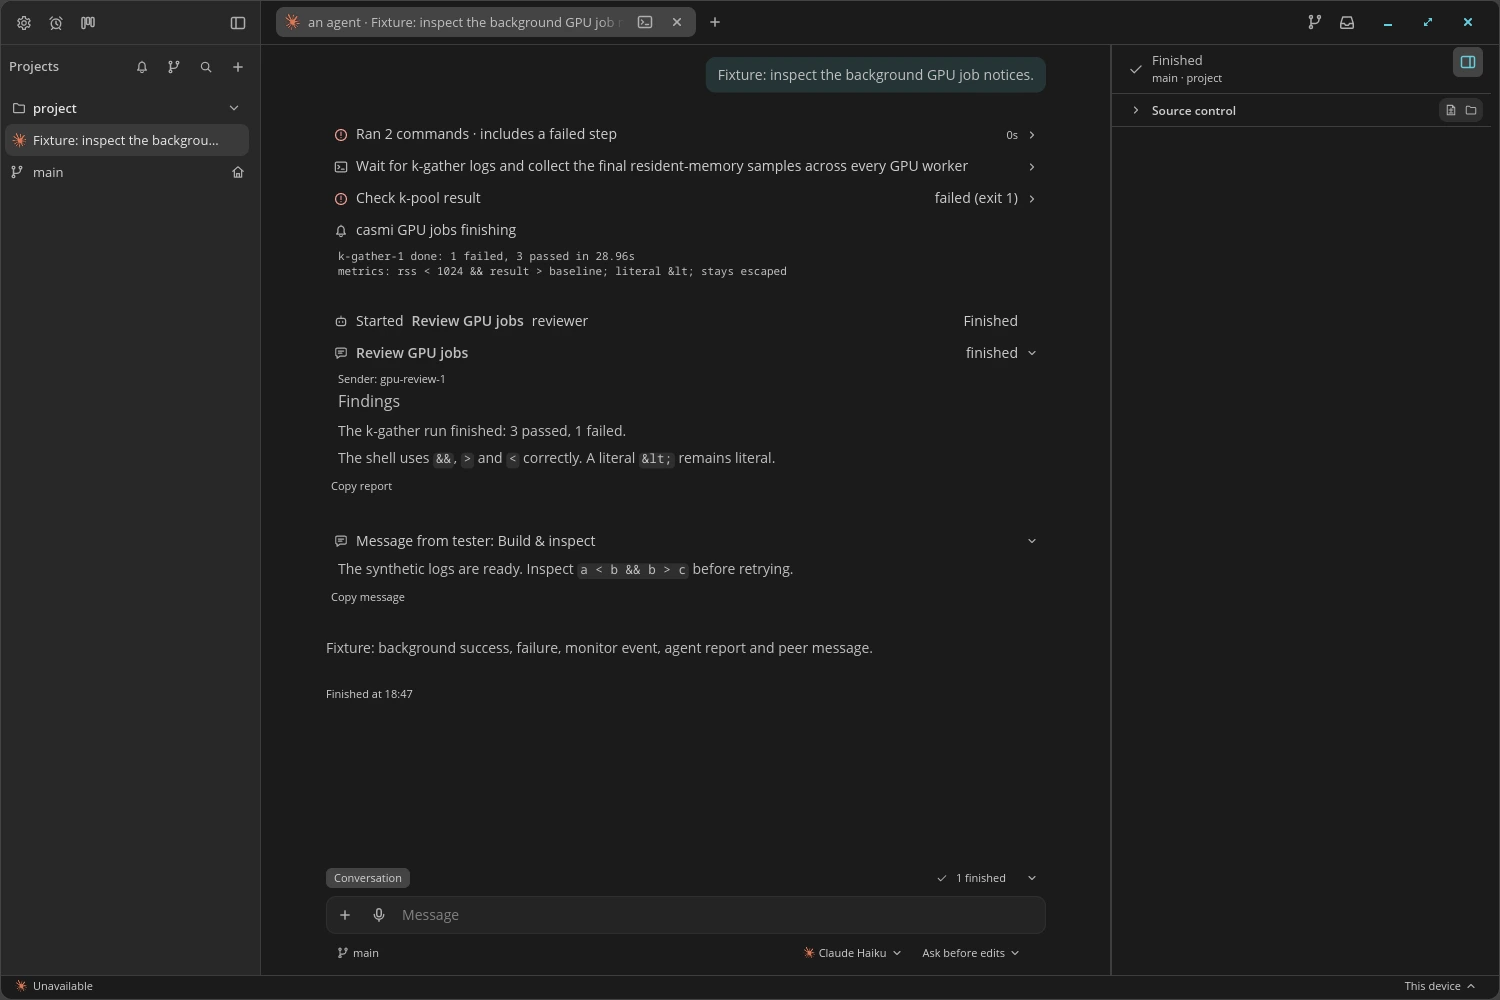 an agent · Fixture: inspect the background GPU job
Projects
project
Fixture: inspect the backgrou...
main
Fixture: inspect the background GPU job notices.
Ran 2 commands · includes a failed step 0s
Wait for k-gather logs and collect the final resident-memory samples across every GPU worker
Check k-pool result failed (exit 1)
casmi GPU jobs finishing
k-gather-1 done: 1 failed, 3 passed in 28.96s
metrics: rss < 1024 && result > baseline; literal &lt; stays escaped
Started Review GPU jobs reviewer Finished
Review GPU jobs finished
Sender: gpu-review-1
Findings
The k-gather run finished: 3 passed, 1 failed.
The shell uses &&, > and < correctly. A literal &lt; remains literal.
Copy report
Message from tester: Build & inspect
The synthetic logs are ready. Inspect a < b && b > c before retrying.
Copy message
Fixture: background success, failure, monitor event, agent report and peer message.
Finished at 18:47
Conversation 1 finished
Message
main Claude Haiku Ask before edits
Finished
main · project
Source control
Unavailable This device